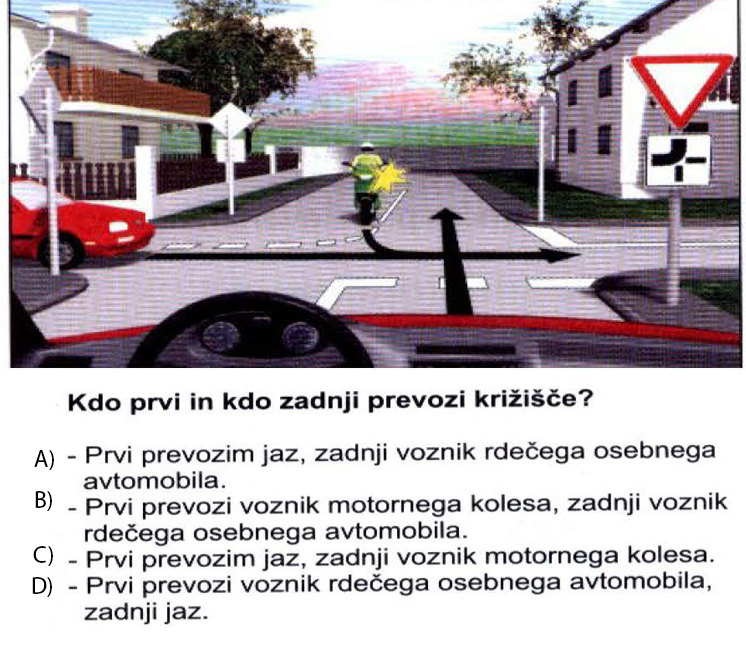 Kdo prvi in kdo zadnji prevozi križišče?
A) - Prvi prevozim jaz, zadnji voznik rdečega osebnega
avtomobila.
B) - Prvi prevozi voznik motornega kolesa, zadnji voznik
rdečega osebnega avtomobila.
C) - Prvi prevozim jaz, zadnji voznik motornega kolesa.
D) - Prvi prevozi voznik rdečega osebnega avtomobila,
zadnji jaz.